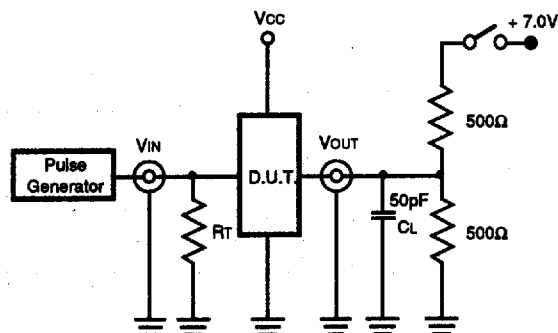 Vcc
+ 7.0V
500Ω
VIN
VOUT
Pulse
Generator
D.U.T.
50pF
CL
RT
500Ω